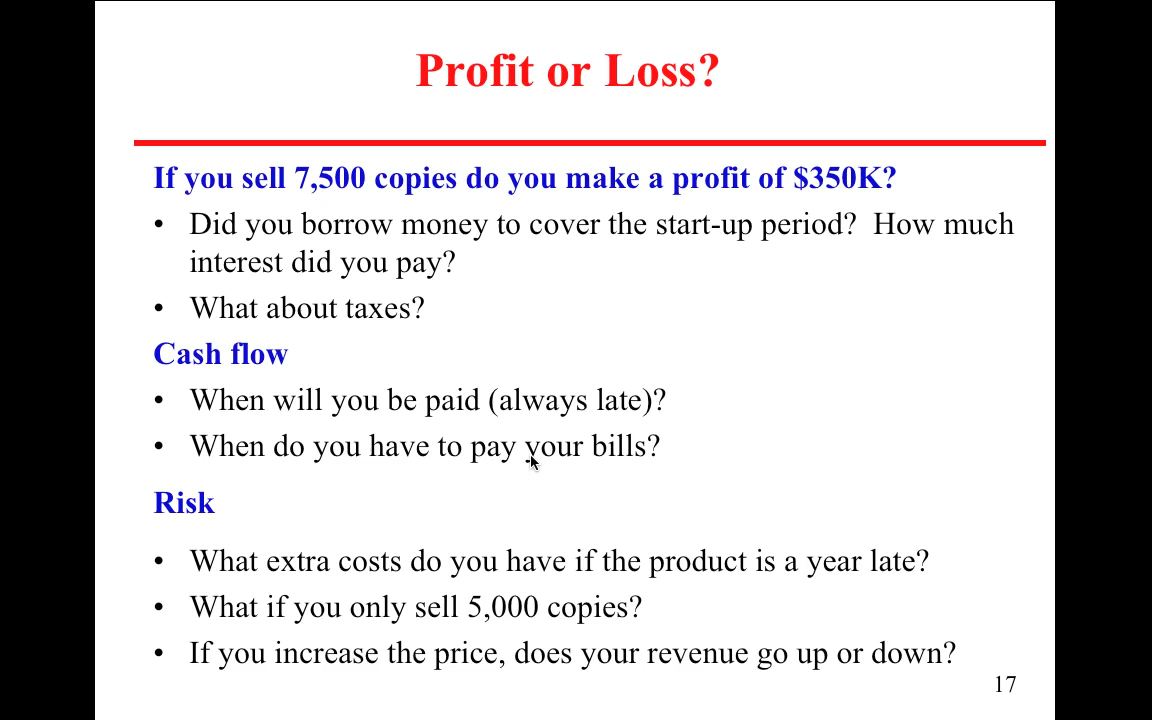 Profit or Loss?
If you sell 7,500 copies do you make a profit of $350K?
• Did you borrow money to cover the start-up period?  How much
interest did you pay?
• What about taxes?
Cash flow
• When will you be paid (always late)?
• When do you have to pay your bills?
Risk
• What extra costs do you have if the product is a year late?
• What if you only sell 5,000 copies?
• If you increase the price, does your revenue go up or down?
17